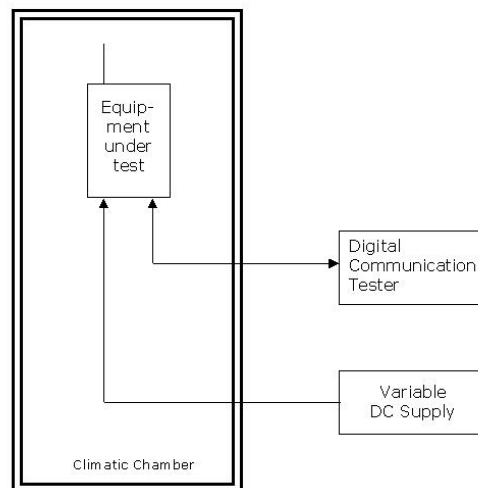 Equip-
ment
under
test
Digital
Communication
Tester
Variable
DC Supply
Climatic Chamber